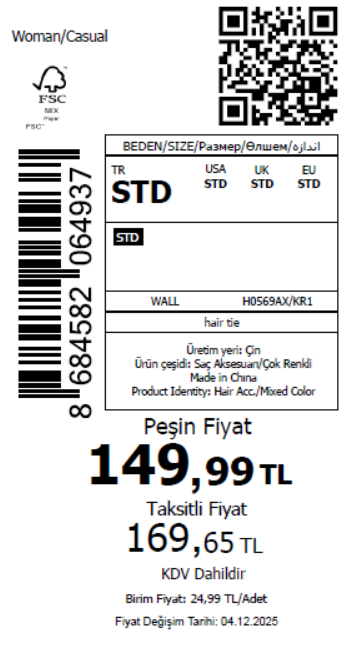 Woman/Casual
FSC
MIX
Paper
FSC™
BEDEN/SIZE/Размер/Өлшем/اندازه
TR USA UK EU
STD STD STD STD
STD
WALL H0569AX/KR1
hair tie
Üretim yeri: Çin
Ürün çeşidi: Saç Aksesuarı/Çok Renkli
Made in China
Product Identity: Hair Acc./Mixed Color
8 684582 064937
Peşin Fiyat
149,99 TL
Taksitli Fiyat
169,65 TL
KDV Dahildir
Birim Fiyat: 24,99 TL/Adet
Fiyat Değişim Tarihi: 04.12.2025